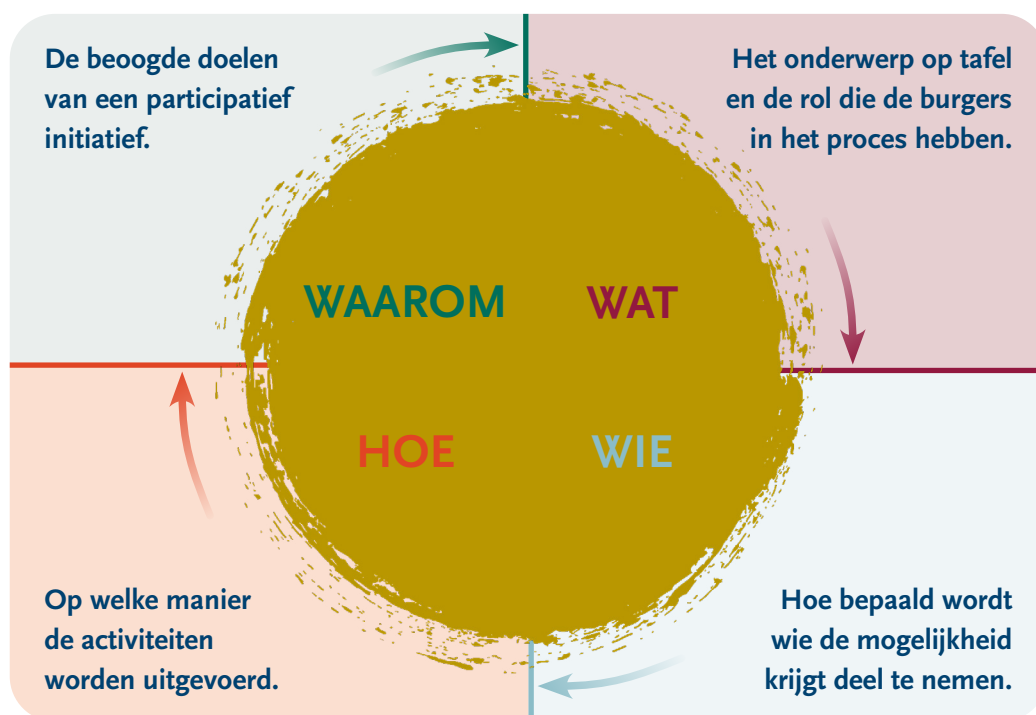 De beoogde doelen
van een participatief
initiatief.
Het onderwerp op tafel
en de rol die de burgers
in het proces hebben.
WAAROM
WAT
HOE
WIE
Op welke manier
de activiteiten
worden uitgevoerd.
Hoe bepaald wordt
wie de mogelijkheid
krijgt deel te nemen.